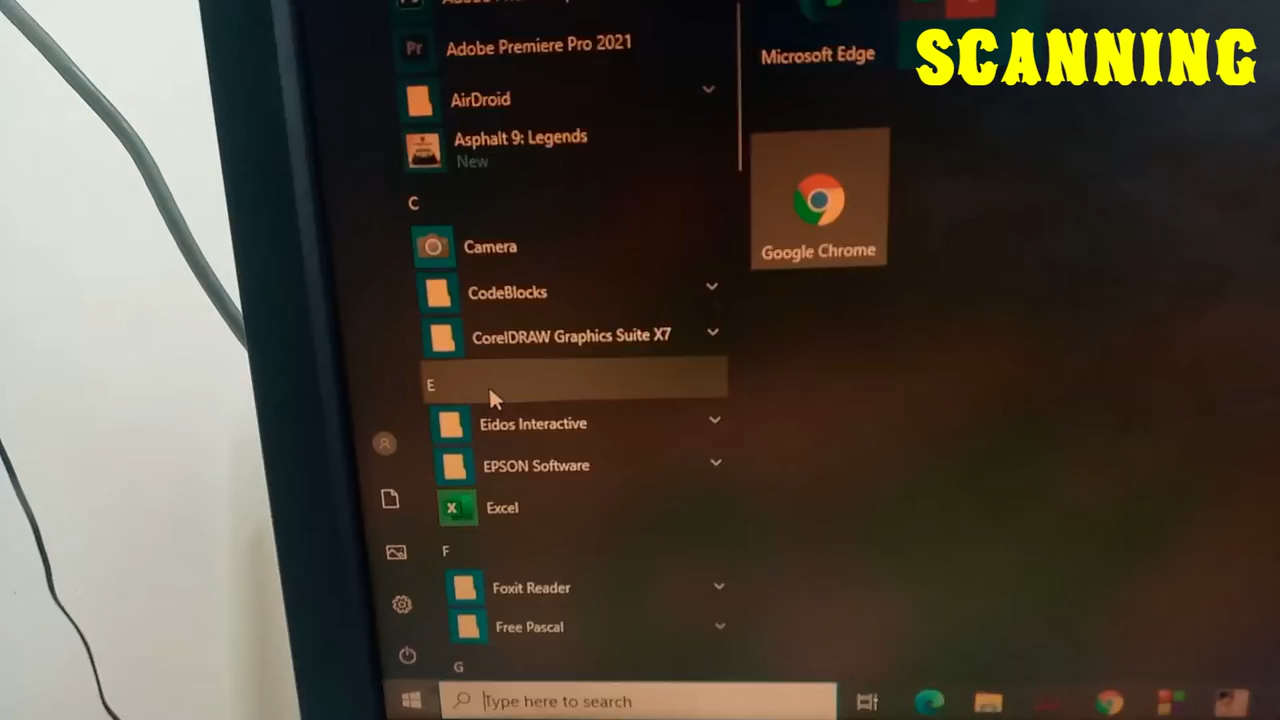 SCANNING
Pr Adobe Premiere Pro 2021
AirDroid
Asphalt 9: Legends
New
C
Camera
CodeBlocks
CorelDRAW Graphics Suite X7
E
Eidos Interactive
EPSON Software
Excel
F
Foxit Reader
Free Pascal
G
Type here to search
Microsoft Edge
Google Chrome